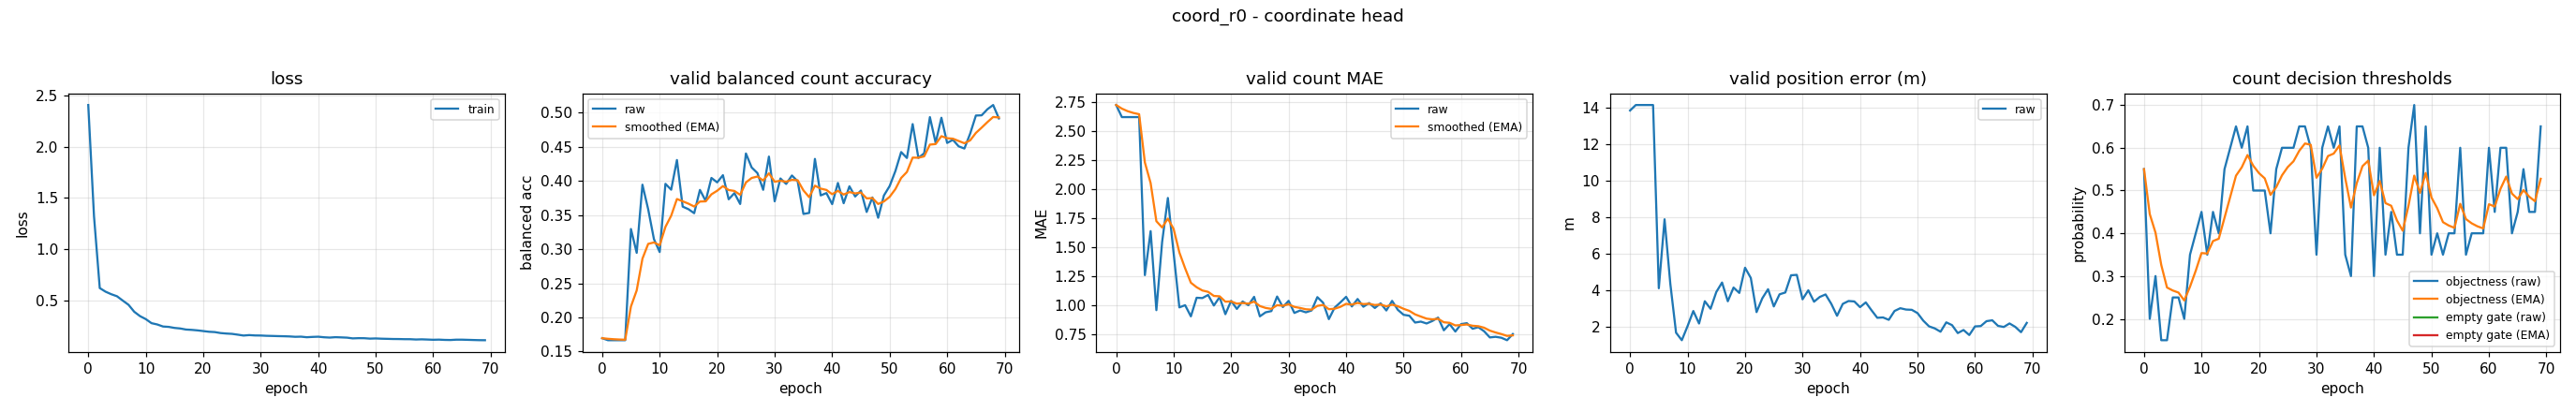 coord_r0 - coordinate head
loss
2.5
2.0
1.5
1.0
0.5
loss
train
0 10 20 30 40 50 60 70
epoch
valid balanced count accuracy
0.50
0.45
0.40
0.35
0.30
0.25
0.20
0.15
balanced acc
raw
smoothed (EMA)
0 10 20 30 40 50 60 70
epoch
valid count MAE
2.75
2.50
2.25
2.00
1.75
1.50
1.25
1.00
0.75
MAE
raw
smoothed (EMA)
0 10 20 30 40 50 60 70
epoch
valid position error (m)
14
12
10
8
6
4
2
m
raw
0 10 20 30 40 50 60 70
epoch
count decision thresholds
0.7
0.6
0.5
0.4
0.3
0.2
probability
objectness (raw)
objectness (EMA)
empty gate (raw)
empty gate (EMA)
0 10 20 30 40 50 60 70
epoch